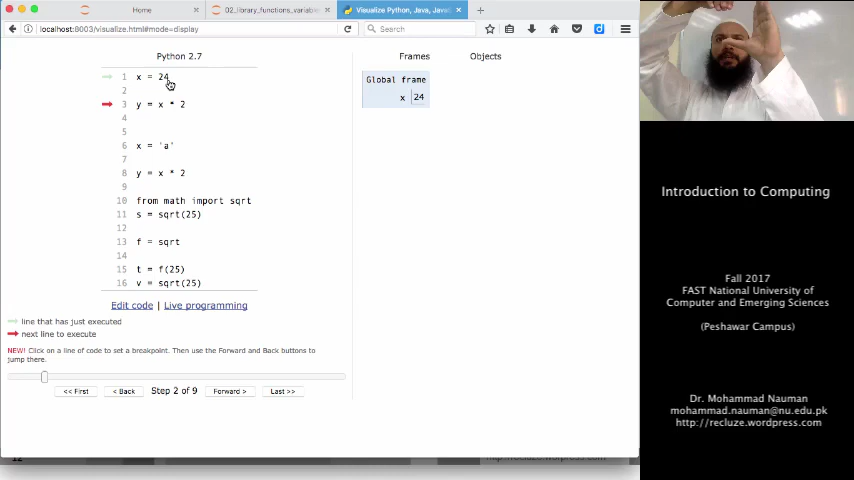 Home
02_library_functions_variable
Visualize Python, Java, Java
localhost:8003/visualize.html#mode=display
Search
Python 2.7
Frames
Objects
1 x = 24
2
3 y = x * 2
4
5
6 x = 'a'
7
8 y = x * 2
9
10 from math import sqrt
11 s = sqrt(25)
12
13 f = sqrt
14
15 t = f(25)
16 v = sqrt(25)
Global frame
x 24
Edit code | Live programming
line that has just executed
next line to execute
NEW! Click on a line of code to set a breakpoint. Then use the Forward and Back buttons to
jump there.
<< First
< Back
Step 2 of 9
Forward >
Last >>
Introduction to Computing
Fall 2017
FAST National University of
Computer and Emerging Sciences
(Peshawar Campus)
Dr. Mohammad Nauman
mohammad.nauman@nu.edu.pk
http://recluze.wordpress.com